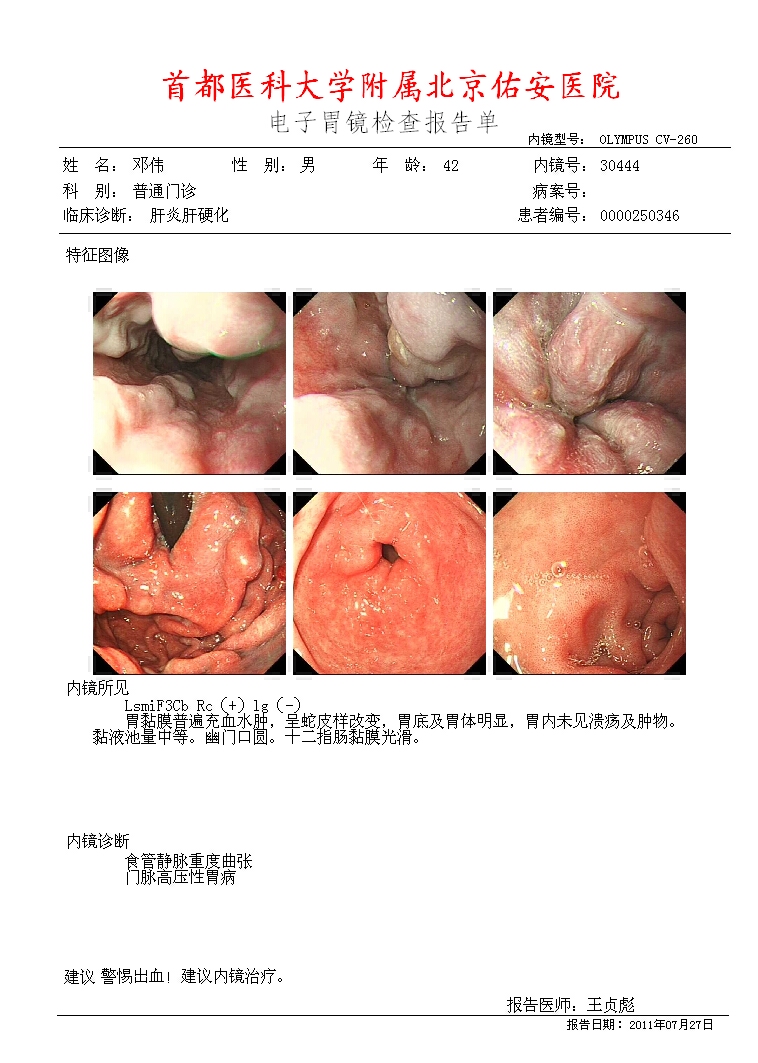 首都医科大学附属北京佑安医院
电子胃镜检查报告单
内镜型号： OLYMPUS CV-260
姓 名： 邓伟 性 别： 男 年 龄： 42 内镜号： 30444
科 别： 普通门诊 病案号：
临床诊断： 肝炎肝硬化 患者编号： 0000250346
特征图像
内镜所见
LsmiF3Cb Rc（+）lg（-）
胃黏膜普遍充血水肿，呈蛇皮样改变，胃底及胃体明显，胃内未见溃疡及肿物。
黏液池量中等。幽门口圆。十二指肠黏膜光滑。
内镜诊断
食管静脉重度曲张
门脉高压性胃病
建议 警惕出血！建议内镜治疗。
报告医师：王贞彪
报告日期：2011年07月27日